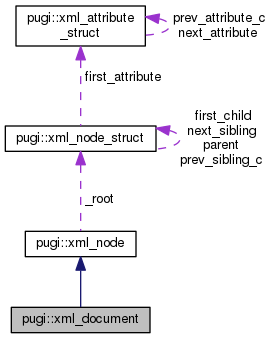 pugi::xml_attribute
_struct
prev_attribute_c
next_attribute
first_attribute
pugi::xml_node_struct
first_child
next_sibling
parent
prev_sibling_c
_root
pugi::xml_node
pugi::xml_document